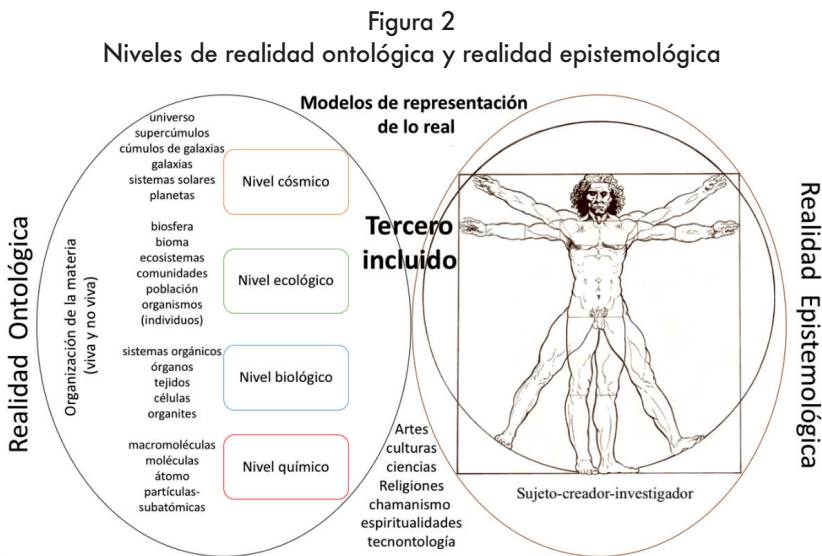 Figura 2
Niveles de realidad ontológica y realidad epistemológica
Modelos de representación
de lo real
Realidad Ontológica
Organización de la materia
(viva y no viva)
universo
supercúmulos
cúmulos de galaxias
galaxias
sistemas solares
planetas
Nivel cósmico
biosfera
bioma
ecosistemas
comunidades
población
organismos
(individuos)
Nivel ecológico
sistemas orgánicos
órganos
tejidos
células
organites
Nivel biológico
macromoléculas
moléculas
átomo
partículas-
subatómicas
Nivel químico
Tercero
incluido
Artes
culturas
ciencias
Religiones
chamanismo
espiritualidades
tecnontología
Sujeto-creador-investigador
Realidad Epistemológica